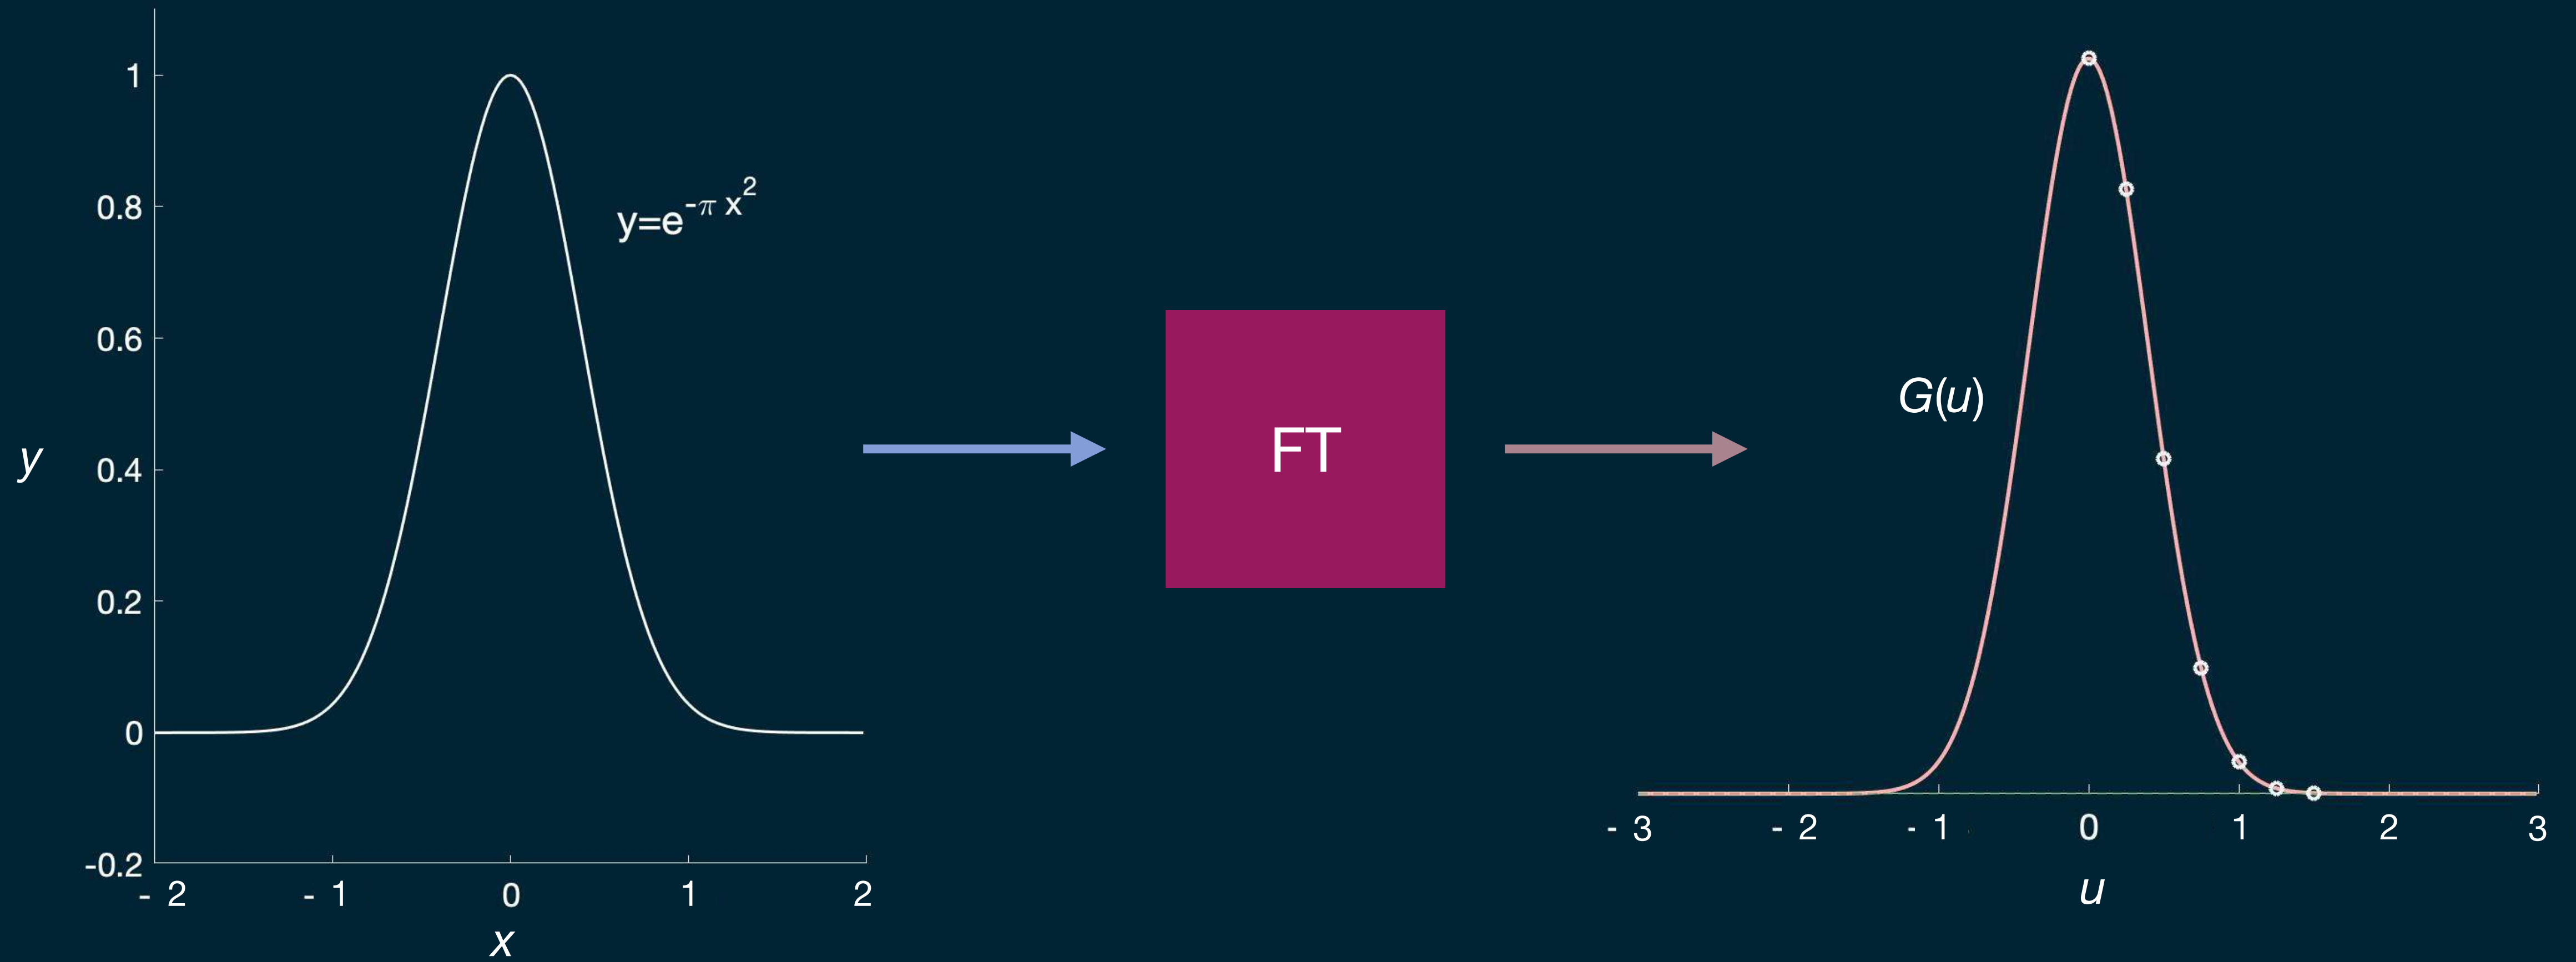 1
0.8
0.6
0.4
0.2
0
-0.2
y
- 2 - 1 0 1 2
x
y=e^-π x^2
FT
G(u)
- 3 - 2 - 1 0 1 2 3
u